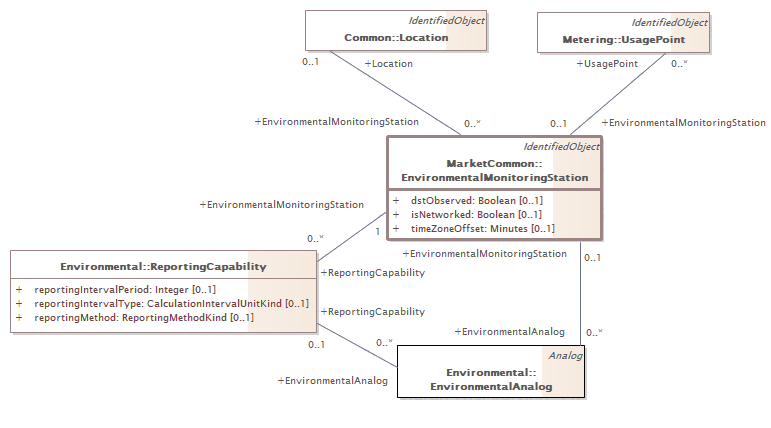 IdentifiedObject
Common::Location
IdentifiedObject
Metering::UsagePoint
0..1
+Location
+UsagePoint
0..*
+EnvironmentalMonitoringStation
0..*
0..1
+EnvironmentalMonitoringStation
IdentifiedObject
MarketCommon::
EnvironmentalMonitoringStation
+ dstObserved: Boolean [0..1]
+ isNetworked: Boolean [0..1]
+ timeZoneOffset: Minutes [0..1]
+EnvironmentalMonitoringStation
0..*
1
+EnvironmentalMonitoringStation
0..1
Environmental::ReportingCapability
+ reportingIntervalPeriod: Integer [0..1]
+ reportingIntervalType: CalculationIntervalUnitKind [0..1]
+ reportingMethod: ReportingMethodKind [0..1]
+ReportingCapability
+ReportingCapability
0..1
0..*
+EnvironmentalAnalog
+EnvironmentalAnalog
0..*
Analog
Environmental::
EnvironmentalAnalog